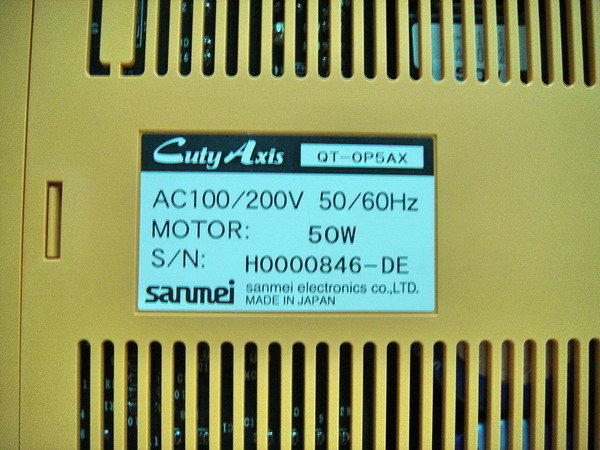 Cuty Axis QT-0P5AX
AC100/200V 50/60Hz
MOTOR: 50W
S/N: H0000846-DE
sanmei sanmei electronics co.,LTD.
MADE IN JAPAN